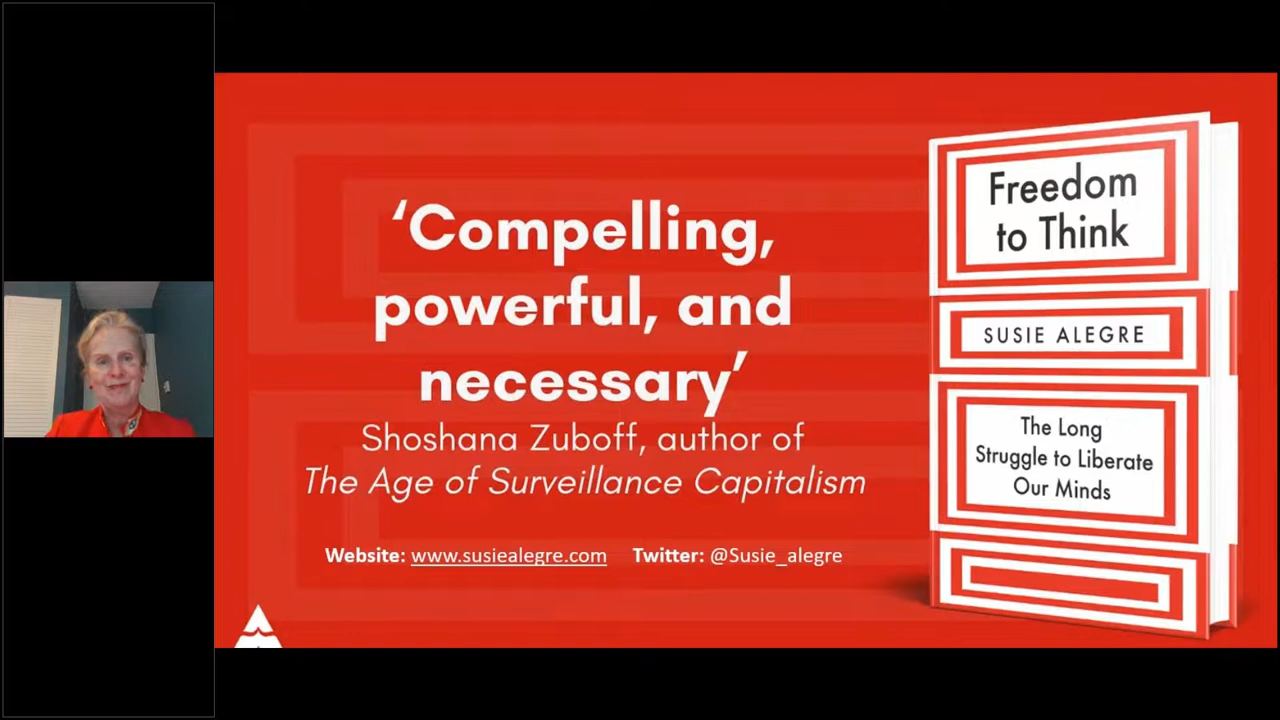 ‘Compelling,
powerful, and
necessary’
Shoshana Zuboff, author of
The Age of Surveillance Capitalism
Website: www.susiealegre.com Twitter: @Susie_alegre
Freedom
to Think
SUSIE ALEGRE
The Long
Struggle to Liberate
Our Minds